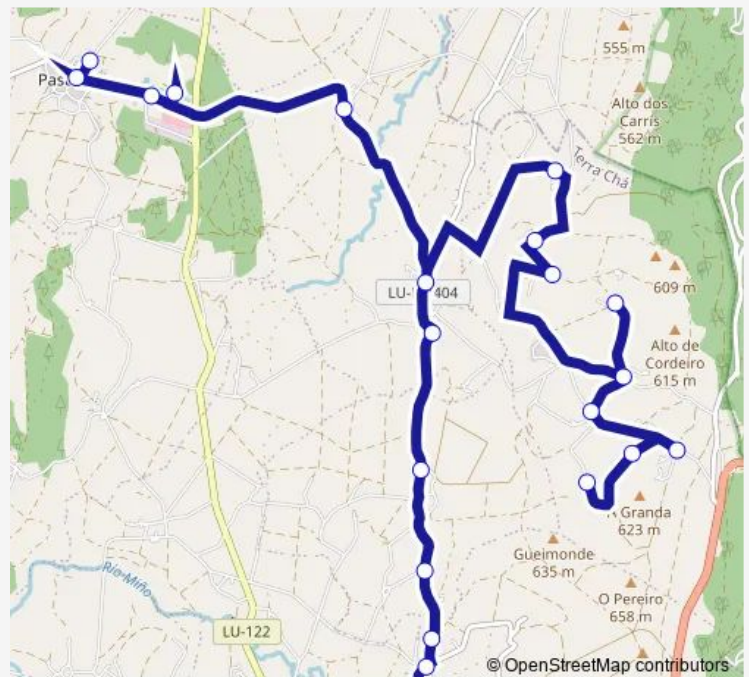 555 m
Alto dos
Carris
562 m
Terra Chá
609 m
Alto de
Cordeiro
615 m
Granda
623 m
Gueimonde
635 m
O Pereiro
658 m
Río Miño
LU-122
© OpenStreetMap contributors